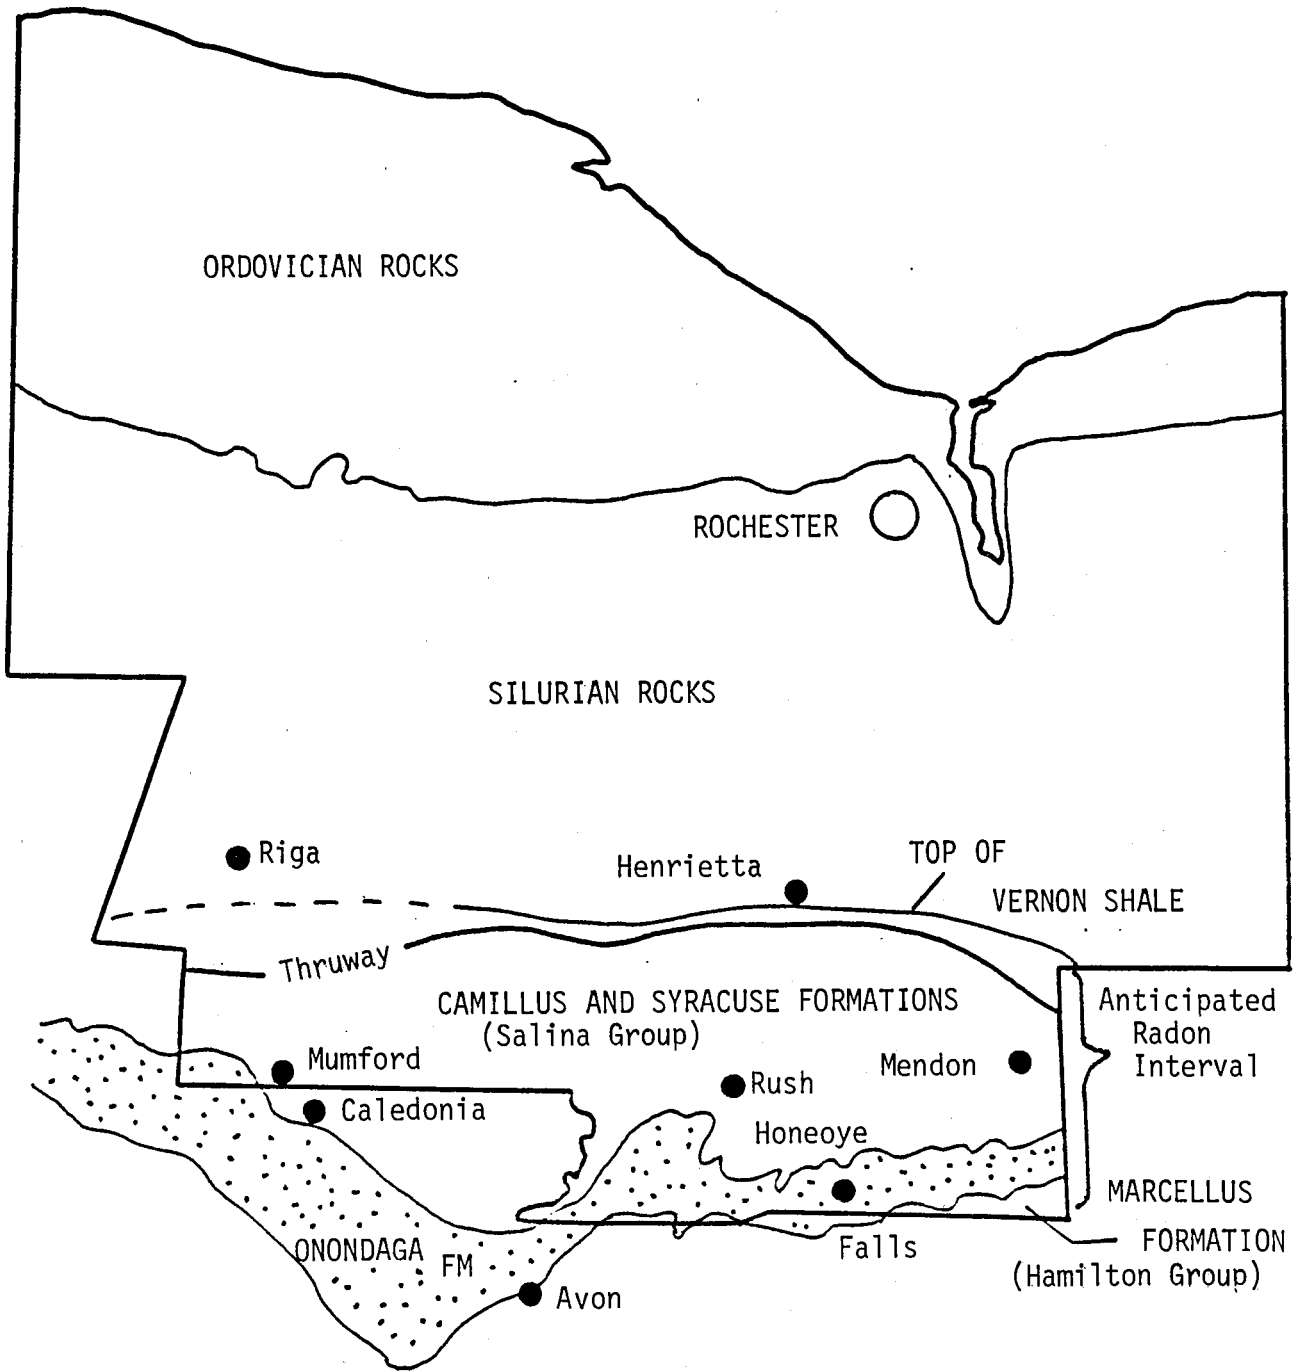 ORDOVICIAN ROCKS
ROCHESTER
SILURIAN ROCKS
Riga
Henrietta
TOP OF
VERNON SHALE
Thruway
CAMILLUS AND SYRACUSE FORMATIONS
(Salina Group)
Anticipated
Radon
Interval
Mumford
Mendon
Rush
Caledonia
Honeoye
MARCELLUS
FORMATION
(Hamilton Group)
Falls
ONONDAGA
FM
Avon